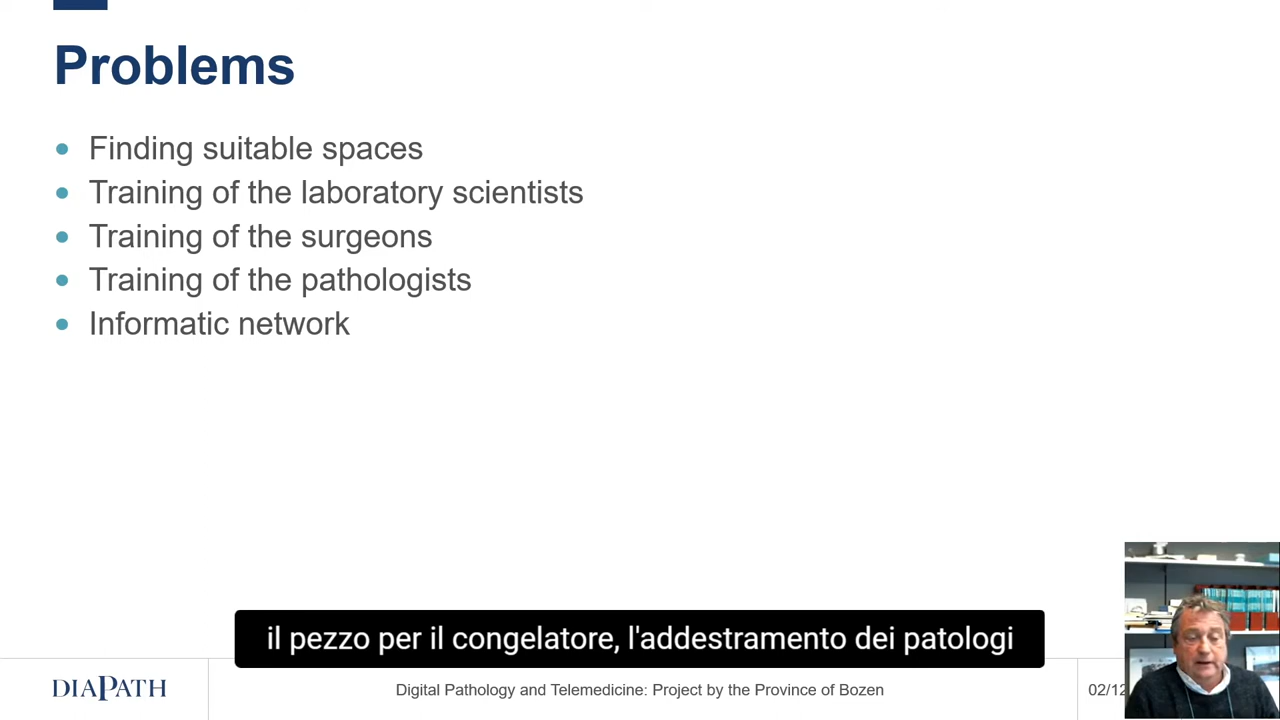 Problems
Finding suitable spaces
Training of the laboratory scientists
Training of the surgeons
Training of the pathologists
Informatic network
il pezzo per il congelatore, l'addestramento dei patologi
DIAPATH
Digital Pathology and Telemedicine: Project by the Province of Bozen
02/12